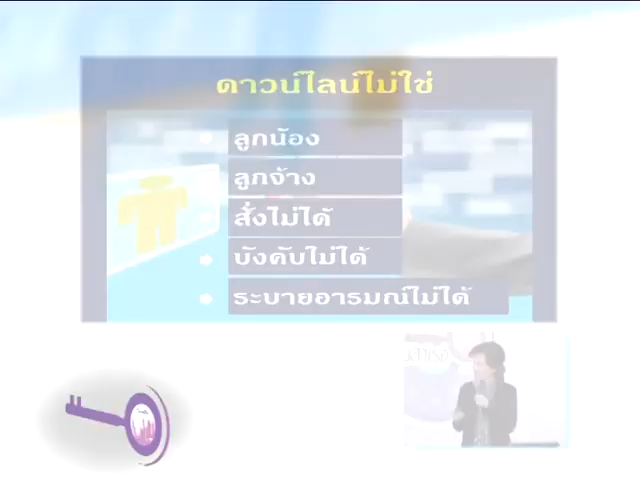 ดาวน์ไลน์ไม่ใช่
ลูกน้อง
ลูกจ้าง
สั่งไม่ได้
บังคับไม่ได้
ระบายอารมณ์ไม่ได้